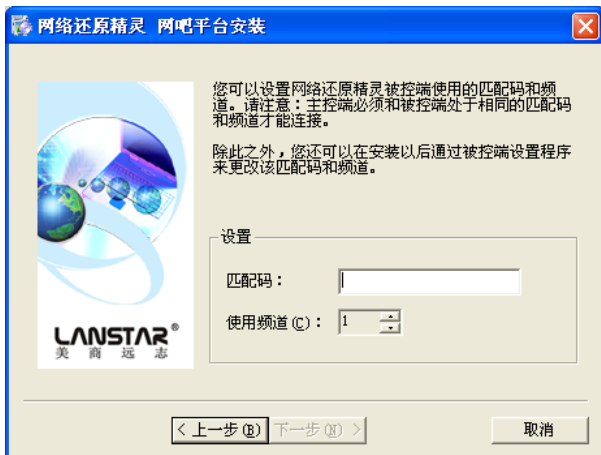 网络还原精灵 网吧平台安装
您可以设置网络还原精灵被控端使用的匹配码和频
道。请注意：主控端必须和被控端处于相同的匹配码
和频道才能连接。
除此之外，您还可以在安装以后通过被控端设置程序
来更改该匹配码和频道。
设置
匹配码：
使用频道(C)： 1
LANSTAR®
美商远志
<上一步(B) 下一步(N)> 取消